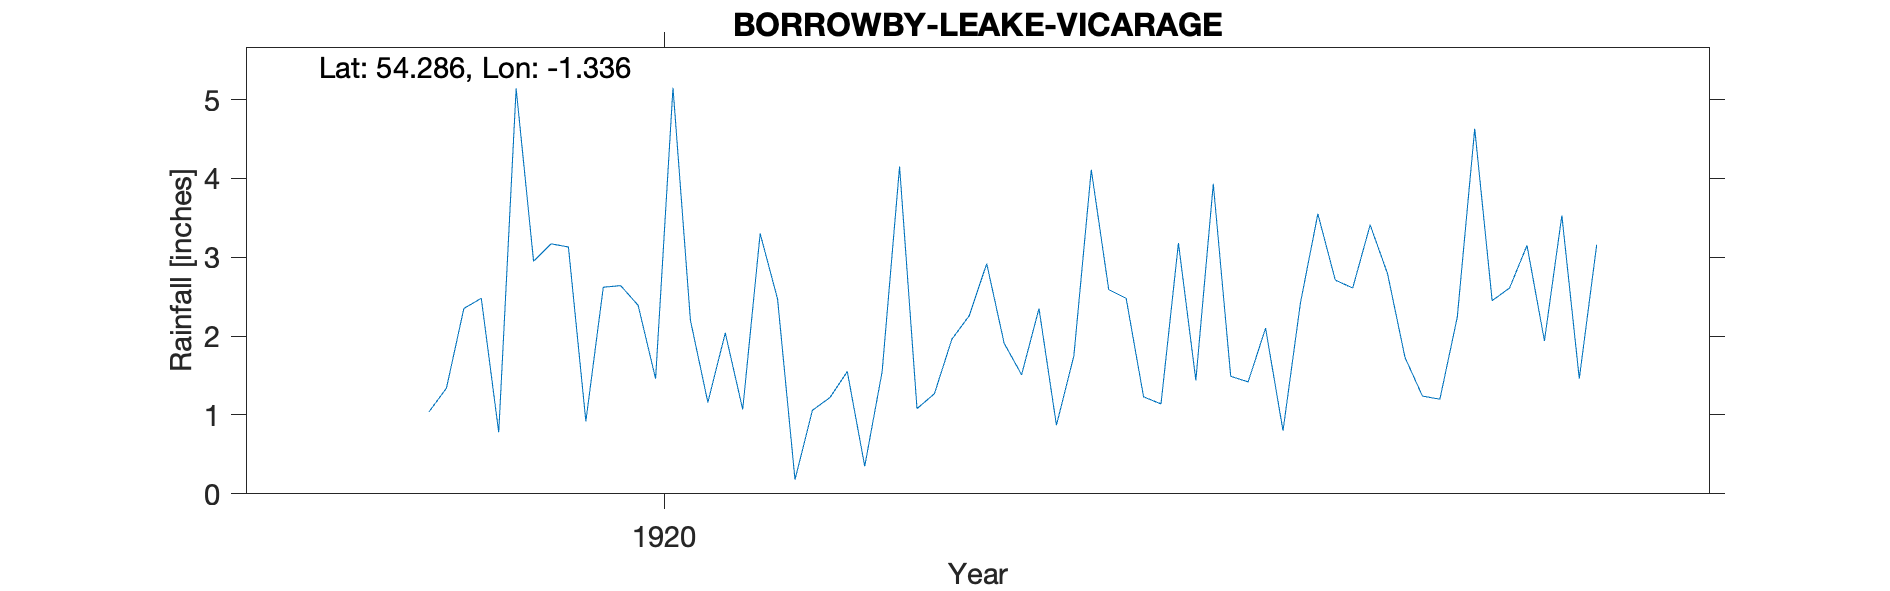 BORROWBY-LEAKE-VICARAGE
Lat: 54.286, Lon: -1.336
5
4
3
2
1
0
Rainfall [inches]
1920
Year